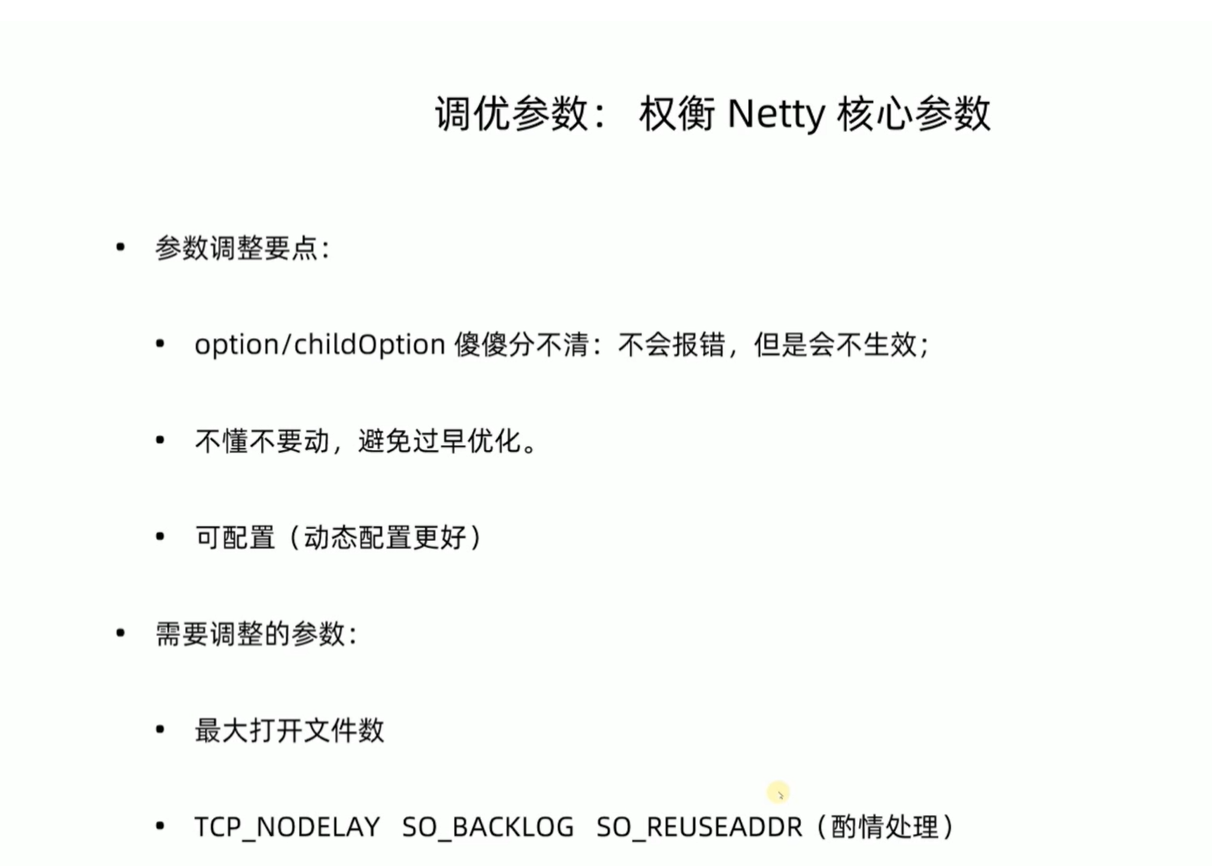 调优参数： 权衡 Netty 核心参数
• 参数调整要点：
• option/childOption 傻傻分不清：不会报错，但是会不生效；
• 不懂不要动，避免过早优化。
• 可配置（动态配置更好）
• 需要调整的参数：
• 最大打开文件数
• TCP_NODELAY SO_BACKLOG SO_REUSEADDR（酌情处理）